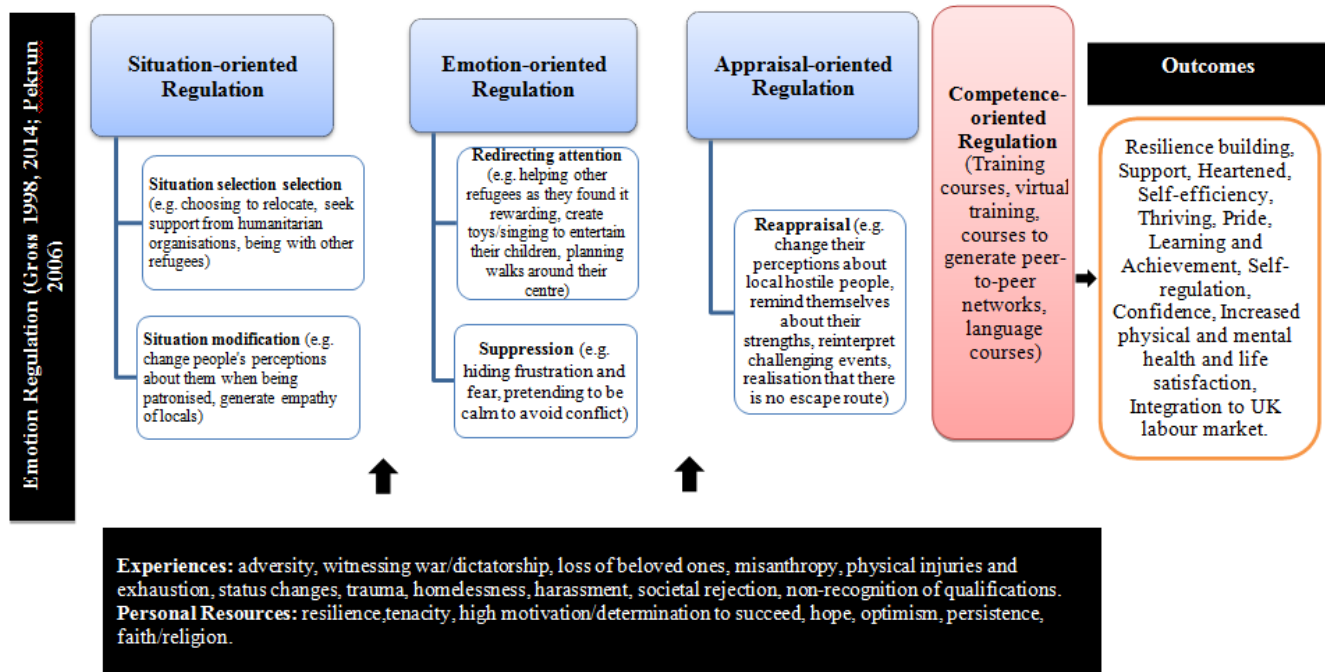 Emotion Regulation (Gross 1998, 2014; Pekrun
2006)
Situation-oriented
Regulation
Situation selection selection
(e.g. choosing to relocate, seek
support from humanitarian
organisations, being with other
refugees)
Situation modification (e.g.
change people's perceptions
about them when being
patronised, generate empathy
of locals)
Emotion-oriented
Regulation
Redirecting attention
(e.g. helping other
refugees as they found it
rewarding, create
toys/singing to entertain
their children, planning
walks around their
centre)
Suppression (e.g.
hiding frustration and
fear, pretending to be
calm to avoid conflict)
Appraisal-oriented
Regulation
Reappraisal (e.g.
change their
perceptions about
local hostile people,
remind themselves
about their
strengths, reinterpret
challenging events,
realisation that there
is no escape route)
Competence-
oriented
Regulation
(Training
courses, virtual
training,
courses to
generate peer-
to-peer
networks,
language
courses)
Outcomes
Resilience building,
Support, Heartened,
Self-efficiency,
Thriving, Pride,
Learning and
Achievement, Self-
regulation,
Confidence, Increased
physical and mental
health and life
satisfaction,
Integration to UK
labour market.
Experiences: adversity, witnessing war/dictatorship, loss of beloved ones, misanthropy, physical injuries and
exhaustion, status changes, trauma, homelessness, harassment, societal rejection, non-recognition of qualifications.
Personal Resources: resilience,tenacity, high motivation/determination to succeed, hope, optimism, persistence,
faith/religion.